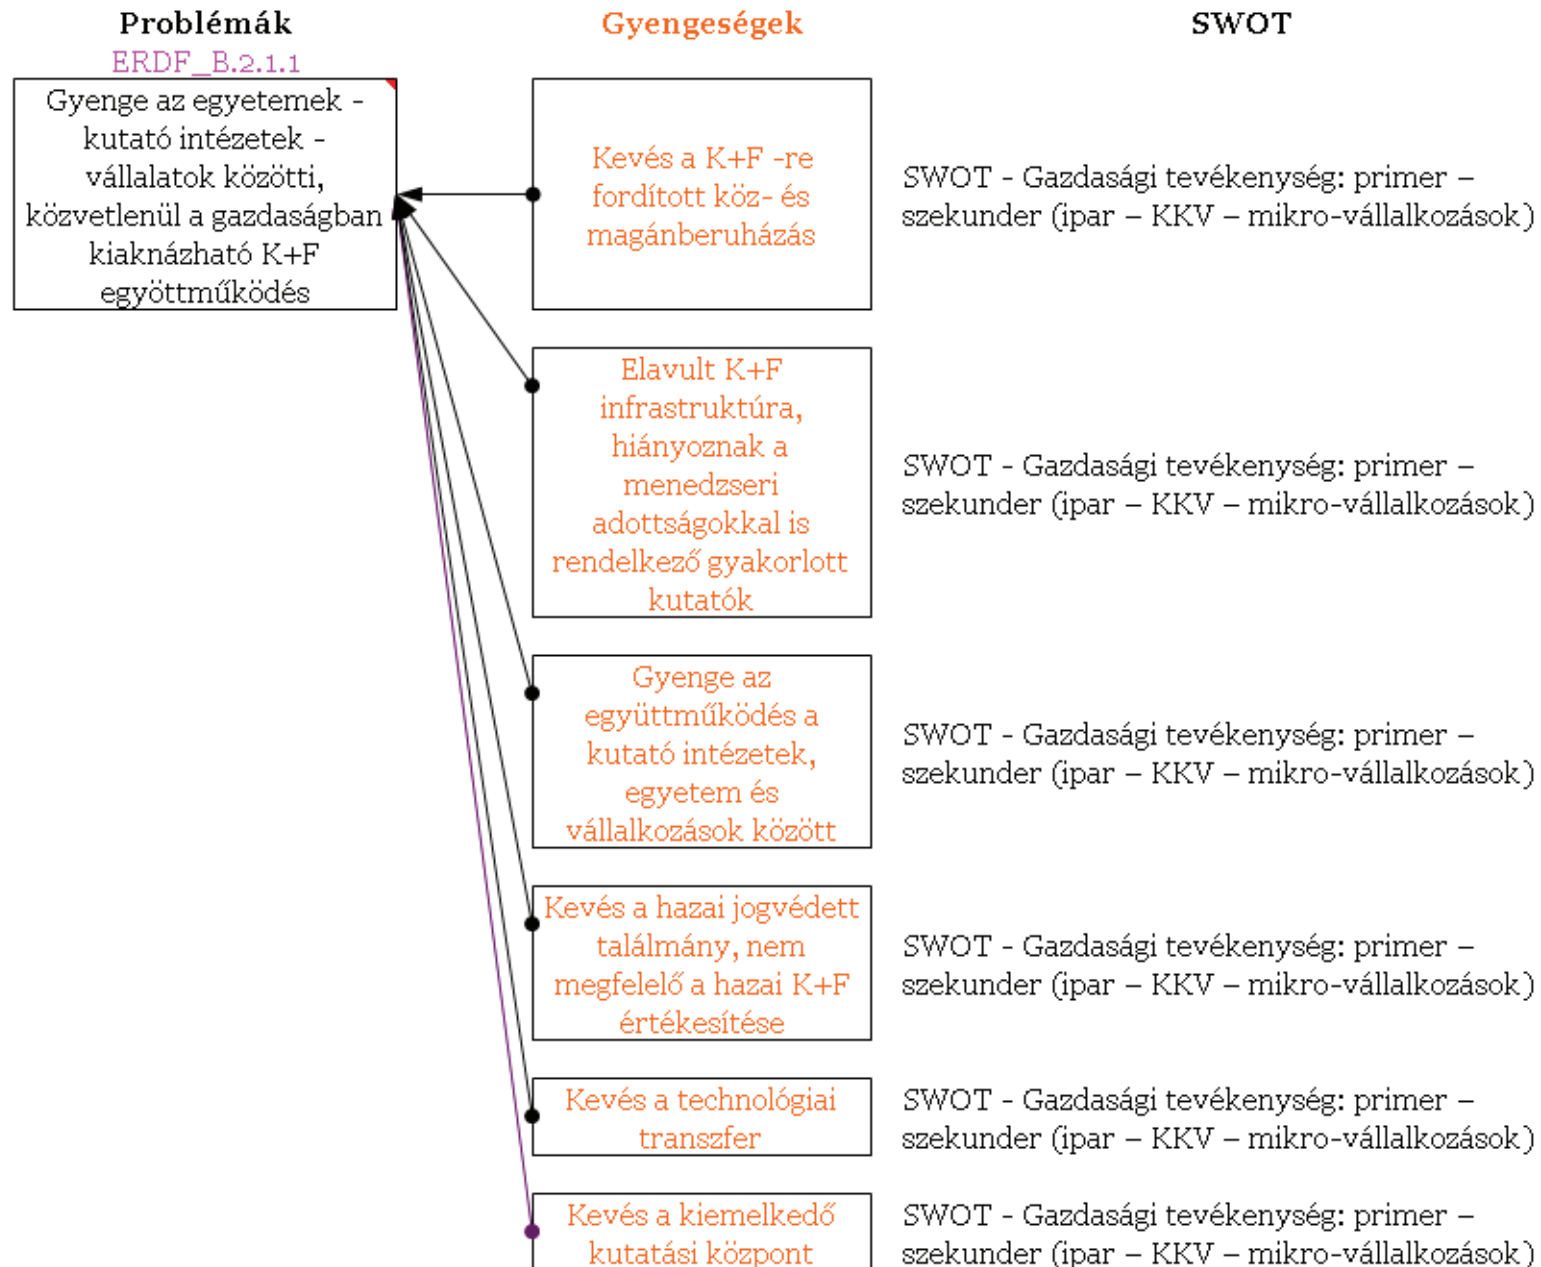 Problémák
ERDF_B.2.1.1
Gyenge az egyetemek -
kutató intézetek -
vállalatok közötti,
közvetlenül a gazdaságban
kiaknázható K+F
egyöttműködés
Gyengeségek
SWOT
Kevés a K+F -re
fordított köz- és
magánberuházás
SWOT - Gazdasági tevékenység: primer –
szekunder (ipar – KKV – mikro-vállalkozások)
Elavult K+F
infrastruktúra,
hiányoznak a
menedzseri
adottságokkal is
rendelkező gyakorlott
kutatók
SWOT - Gazdasági tevékenység: primer –
szekunder (ipar – KKV – mikro-vállalkozások)
Gyenge az
együttműködés a
kutató intézetek,
egyetem és
vállalkozások között
SWOT - Gazdasági tevékenység: primer –
szekunder (ipar – KKV – mikro-vállalkozások)
Kevés a hazai jogvédett
találmány, nem
megfelelő a hazai K+F
értékesítése
SWOT - Gazdasági tevékenység: primer –
szekunder (ipar – KKV – mikro-vállalkozások)
Kevés a technológiai
transzfer
SWOT - Gazdasági tevékenység: primer –
szekunder (ipar – KKV – mikro-vállalkozások)
Kevés a kiemelkedő
kutatási központ
SWOT - Gazdasági tevékenység: primer –
szekunder (ipar – KKV – mikro-vállalkozások)